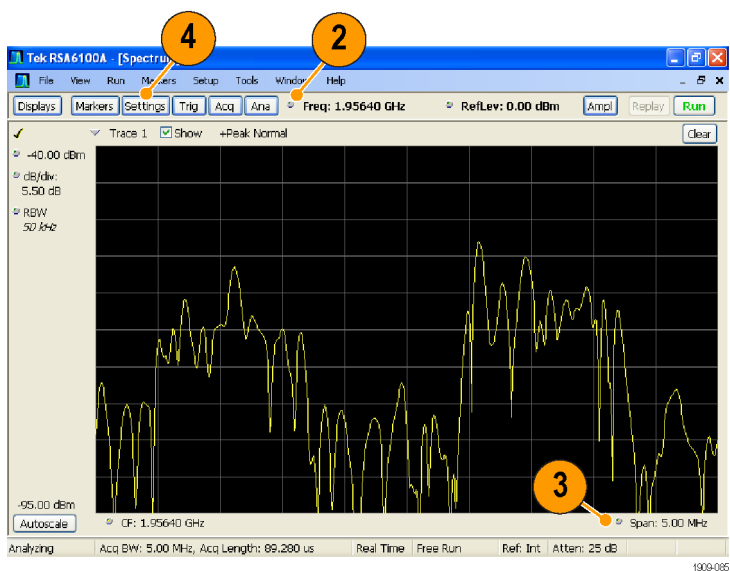 4
2
Tek RSA6100A - [Spectrum
File View Run Markers Setup Tools Window Help
Displays Markers Settings Trig Acq Ana Freq: 1.95640 GHz RefLev: 0.00 dBm Ampl Replay Run
Trace 1 Show +Peak Normal Clear
-40.00 dBm
dB/div:
5.50 dB
RBW
50 kHz
3
-95.00 dBm
Autoscale CF: 1.95640 GHz Span: 5.00 MHz
Analyzing Acq BW: 5.00 MHz, Acq Length: 89.280 us Real Time Free Run Ref: Int Atten: 25 dB
1909-085